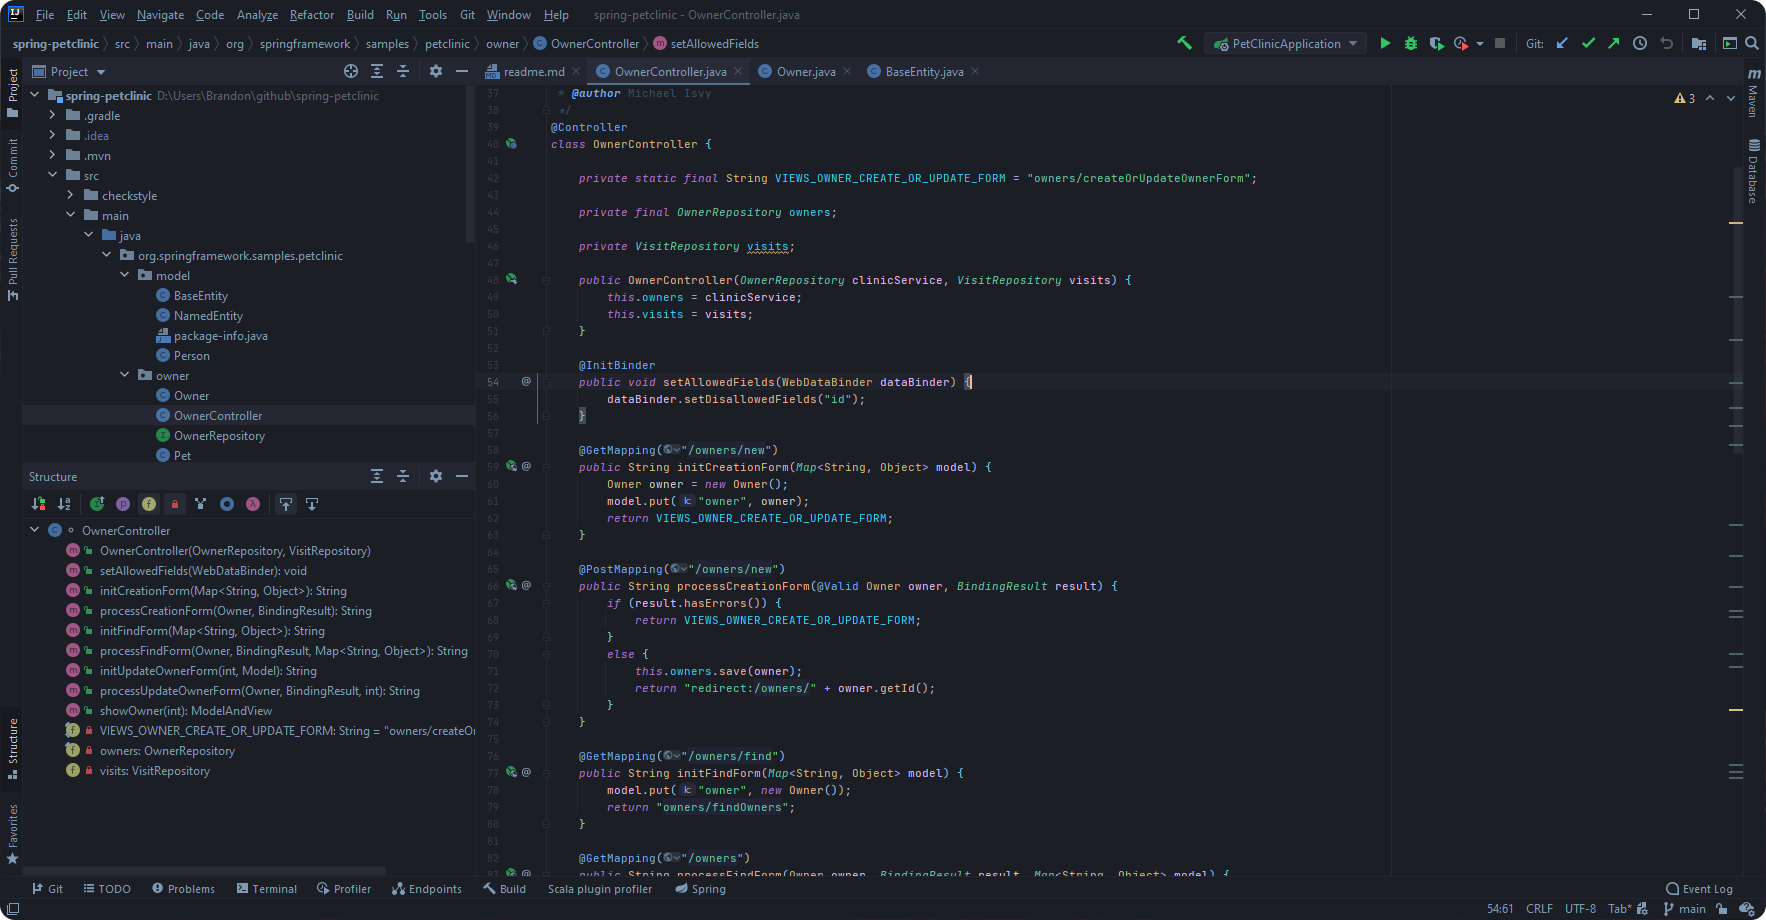 File Edit View Navigate Code Analyze Refactor Build Run Tools Git Window Help spring-petclinic - OwnerController.java
spring-petclinic src main java org springframework samples petclinic owner OwnerController setAllowedFields PetClinicApplication Git:
Project
readme.md OwnerController.java Owner.java BaseEntity.java
spring-petclinic D:\Users\Brandon\github\spring-petclinic
.gradle
.idea
.mvn
src
checkstyle
main
java
org.springframework.samples.petclinic
model
BaseEntity
NamedEntity
package-info.java
Person
owner
Owner
OwnerController
OwnerRepository
Pet
Structure
OwnerController
OwnerController(OwnerRepository, VisitRepository)
setAllowedFields(WebDataBinder): void
initCreationForm(Map<String, Object>): String
processCreationForm(Owner, BindingResult): String
initFindForm(Map<String, Object>): String
processFindForm(Owner, BindingResult, Map<String, Object>): String
initUpdateOwnerForm(int, Model): String
processUpdateOwnerForm(Owner, BindingResult, int): String
showOwner(int): ModelAndView
VIEWS_OWNER_CREATE_OR_UPDATE_FORM: String = "owners/createOr
owners: OwnerRepository
visits: VisitRepository
Project
Commit
Pull Requests
Structure
Favorites
37 * @author Michael Isvy
38 */
39 @Controller
40 class OwnerController {
41
42 private static final String VIEWS_OWNER_CREATE_OR_UPDATE_FORM = "owners/createOrUpdateOwnerForm";
43
44 private final OwnerRepository owners;
45
46 private VisitRepository visits;
47
48 public OwnerController(OwnerRepository clinicService, VisitRepository visits) {
49 this.owners = clinicService;
50 this.visits = visits;
51 }
52
53 @InitBinder
54 @ public void setAllowedFields(WebDataBinder dataBinder) {
55 dataBinder.setDisallowedFields("id");
56 }
57
58 @GetMapping("/owners/new")
59 @ public String initCreationForm(Map<String, Object> model) {
60 Owner owner = new Owner();
61 model.put(k: "owner", owner);
62 return VIEWS_OWNER_CREATE_OR_UPDATE_FORM;
63 }
64
65 @PostMapping("/owners/new")
66 @ public String processCreationForm(@Valid Owner owner, BindingResult result) {
67 if (result.hasErrors()) {
68 return VIEWS_OWNER_CREATE_OR_UPDATE_FORM;
69 }
70 else {
71 this.owners.save(owner);
72 return "redirect:/owners/" + owner.getId();
73 }
74 }
75
76 @GetMapping("/owners/find")
77 @ public String initFindForm(Map<String, Object> model) {
78 model.put(k: "owner", new Owner());
79 return "owners/findOwners";
80 }
81
82 @GetMapping("/owners")
83 @ public String processFindForm(Owner owner, BindingResult result, Map<String, Object> model) {
3
Maven
Database
Git TODO Problems Terminal Profiler Endpoints Build Scala plugin profiler Spring Event Log
54:61 CRLF UTF-8 Tab* main